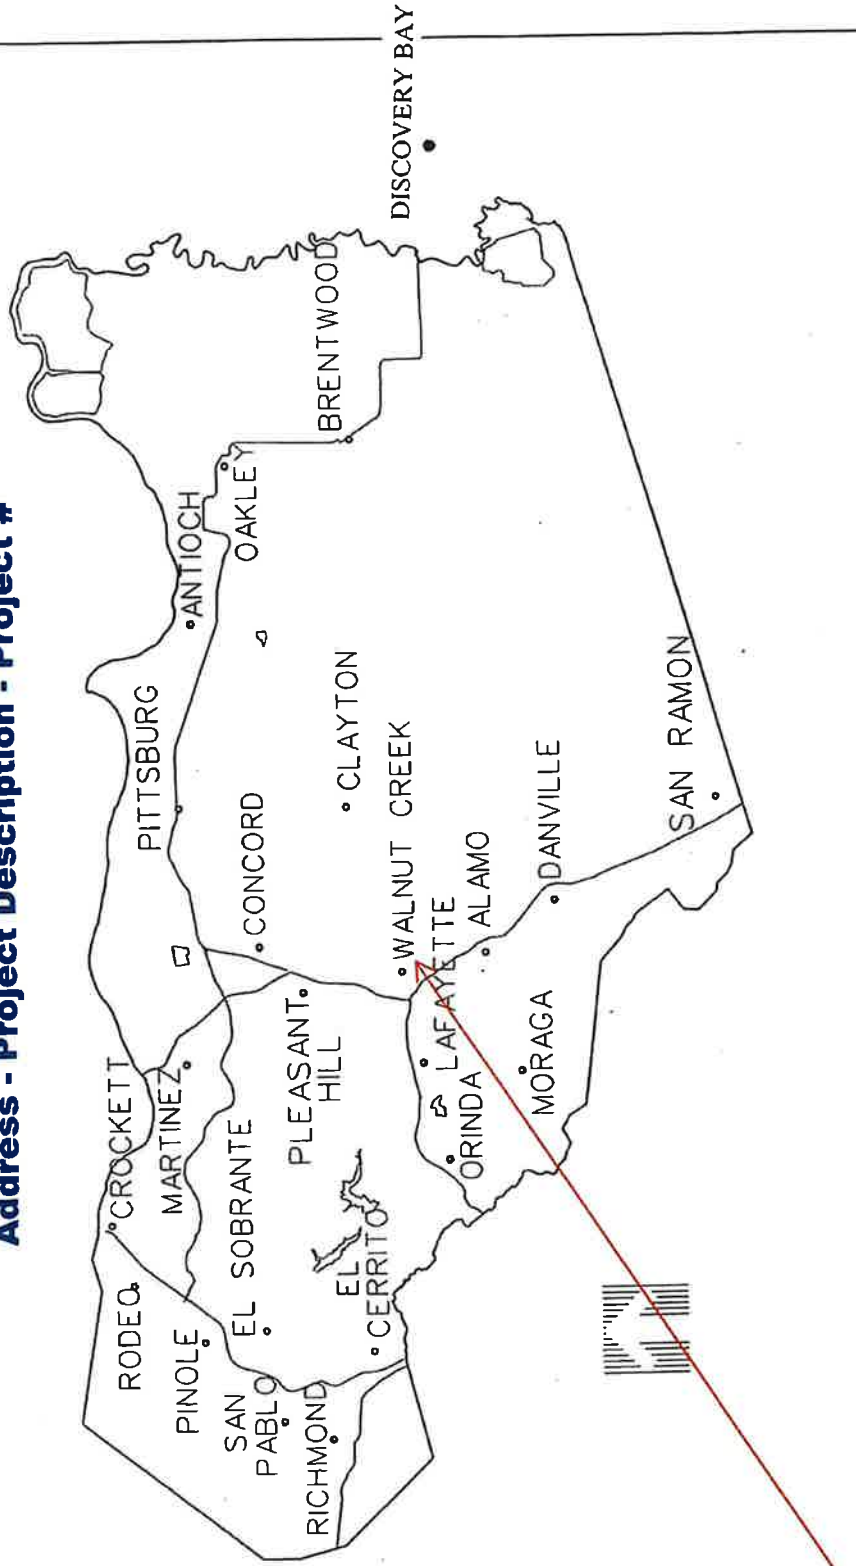 Address - Project Description - Project #
CROCKETT
RODEO
MARTINEZ
PINOLE
EL SOBRANTE
SAN
PABLO
RICHMOND
EL
CERRITO
PLEASANT
HILL
PITTSBURG
ANTIOCH
OAKLEY
CONCORD
BRENTWOOD
CLAYTON
WALNUT CREEK
DISCOVERY BAY
LAFAYETTE
ORINDA
ALAMO
MORAGA
DANVILLE
SAN RAMON